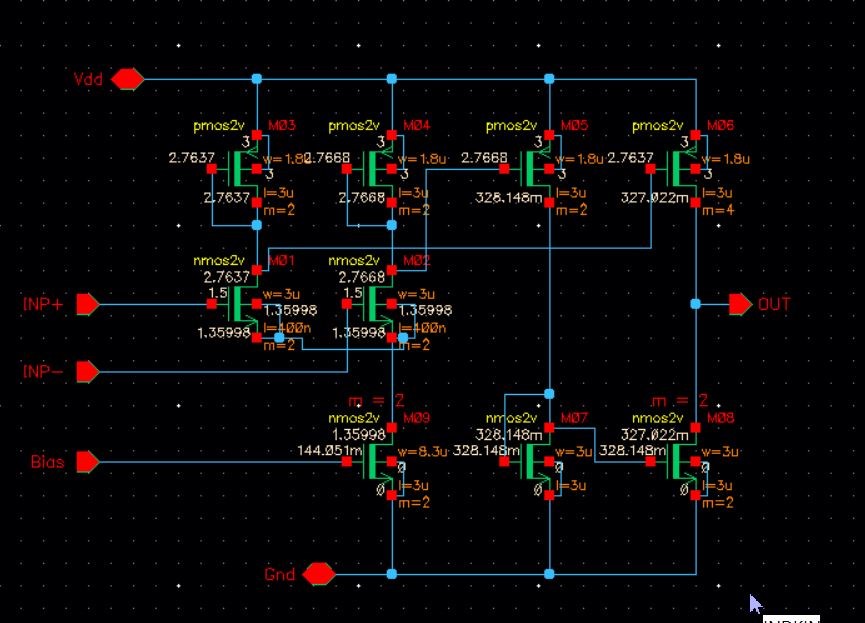 Vdd
pmos2v M03 pmos2v M04 pmos2v M05 pmos2v M06
3 3 3 3
2.7637 w=1.8u 2.7668 w=1.8u 2.7668 w=1.8u 2.7637 w=1.8u
3 3 3 3
2.7637 l=3u 2.7668 l=3u 328.148m l=3u 327.022m l=3u
m=2 m=2 m=2 m=4
nmos2v M01 nmos2v M02
2.7637 2.7668
1.5 w=3u 1.5 w=3u
INP+ 1.35998 1.35998 OUT
1.35998 l=400n 1.35998 l=400n
m=2 m=2
INP-
m = 2 m = 2
nmos2v M09 nmos2v M07 nmos2v M08
1.35998 328.148m 327.022m
144.051m w=8.3u 328.148m w=3u 328.148m w=3u
Bias 0 0 0
0 l=3u 0 l=3u 0 l=3u
m=2 m=2
Gnd